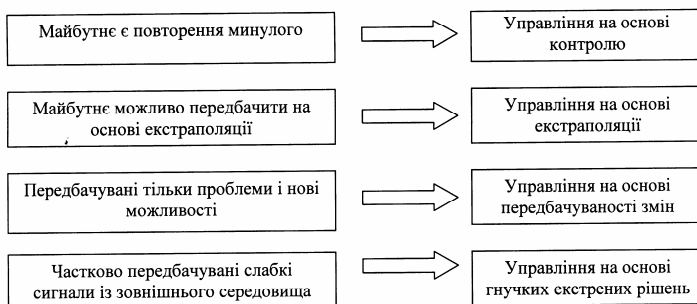 Майбутнє є повторення минулого
Управління на основі
контролю
Майбутнє можливо передбачити на
основі екстраполяції
Управління на основі
екстраполяції
Передбачувані тільки проблеми і нові
можливості
Управління на основі
передбачуваності змін
Частково передбачувані слабкі
сигнали із зовнішнього середовища
Управління на основі
гнучких екстрених рішень